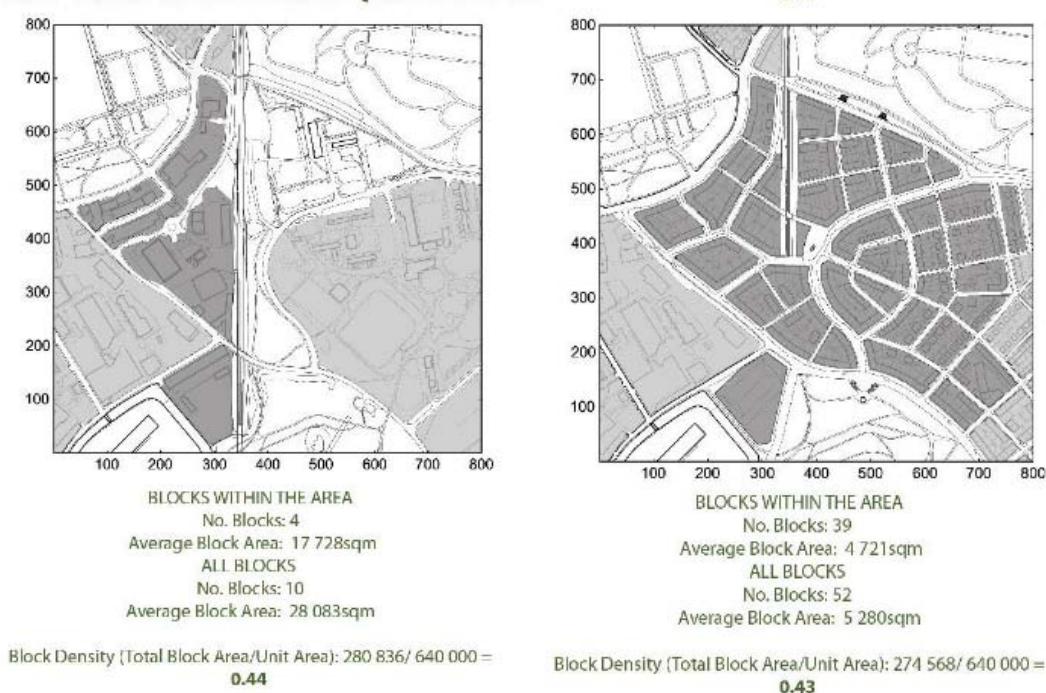 800
700
600
500
400
300
200
100
100 200 300 400 500 600 700 800
BLOCKS WITHIN THE AREA
No. Blocks: 4
Average Block Area: 17 728sqm
ALL BLOCKS
No. Blocks: 10
Average Block Area: 28 083sqm
Block Density (Total Block Area/Unit Area): 280 836/ 640 000 =
0.44
800
700
600
500
400
300
200
100
100 200 300 400 500 600 700 800
BLOCKS WITHIN THE AREA
No. Blocks: 39
Average Block Area: 4 721sqm
ALL BLOCKS
No. Blocks: 52
Average Block Area: 5 280sqm
Block Density (Total Block Area/Unit Area): 274 568/ 640 000 =
0.43